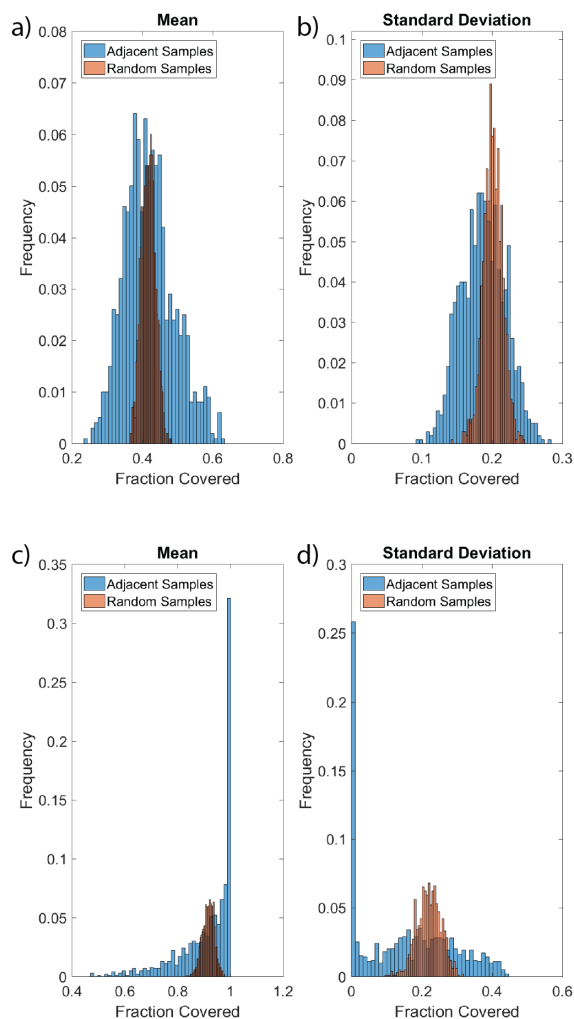 a)
Mean
Adjacent Samples
Random Samples
0.08
0.07
0.06
0.05
0.04
0.03
0.02
0.01
0
Frequency
0.2
0.4
0.6
0.8
Fraction Covered
b)
Standard Deviation
Adjacent Samples
Random Samples
0.1
0.09
0.08
0.07
0.06
0.05
0.04
0.03
0.02
0.01
0
Frequency
0
0.1
0.2
0.3
Fraction Covered
c)
Mean
Adjacent Samples
Random Samples
0.35
0.3
0.25
0.2
0.15
0.1
0.05
0
Frequency
0.4
0.6
0.8
1
1.2
Fraction Covered
d)
Standard Deviation
Adjacent Samples
Random Samples
0.3
0.25
0.2
0.15
0.1
0.05
0
Frequency
0
0.2
0.4
0.6
Fraction Covered